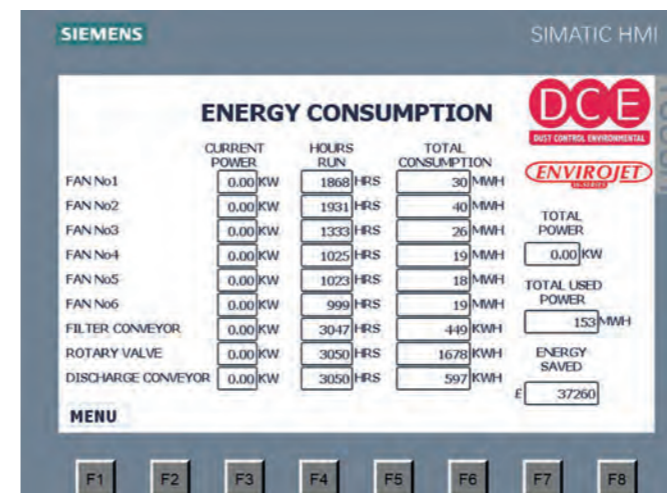 SIEMENS SIMATIC HMI
ENERGY CONSUMPTION
DCE
DUST CONTROL ENVIRONMENTAL
ENVIROJET
CURRENT POWER HOURS RUN TOTAL CONSUMPTION
FAN No1 0.00 KW 1868 HRS 30 MWH
FAN No2 0.00 KW 1931 HRS 40 MWH
FAN No3 0.00 KW 1333 HRS 26 MWH
FAN No4 0.00 KW 1025 HRS 19 MWH
FAN No5 0.00 KW 1023 HRS 18 MWH
FAN No6 0.00 KW 999 HRS 19 MWH
FILTER CONVEYOR 0.00 KW 3047 HRS 449 KWH
ROTARY VALVE 0.00 KW 3050 HRS 1678 KWH
DISCHARGE CONVEYOR 0.00 KW 3050 HRS 597 KWH
TOTAL POWER
0.00 KW
TOTAL USED POWER
153 MWH
ENERGY SAVED
£ 37260
MENU
F1 F2 F3 F4 F5 F6 F7 F8